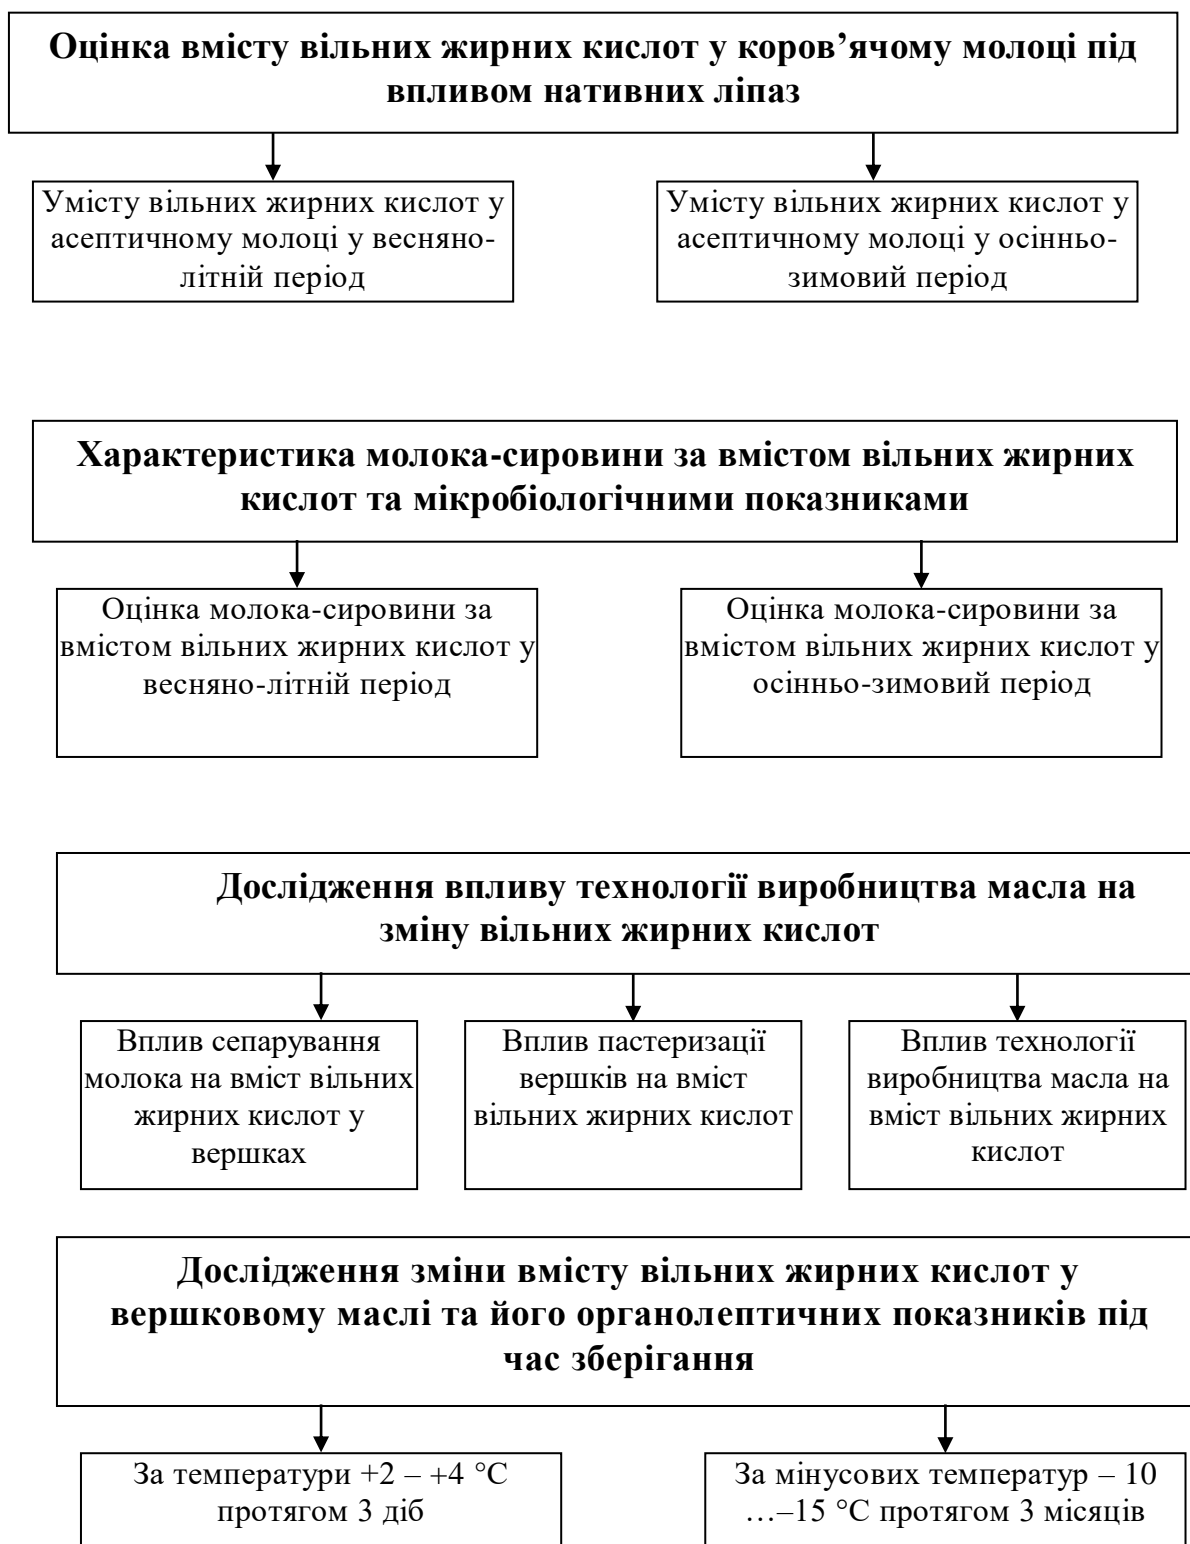 Оцінка вмісту вільних жирних кислот у коров’ячому молоці під
впливом нативних ліпаз
Умісту вільних жирних кислот у
асептичному молоці у весняно-
літній період
Умісту вільних жирних кислот у
асептичному молоці у осінньо-
зимовий період
Характеристика молока-сировини за вмістом вільних жирних
кислот та мікробіологічними показниками
Оцінка молока-сировини за
вмістом вільних жирних кислот у
весняно-літній період
Оцінка молока-сировини за
вмістом вільних жирних кислот у
осінньо-зимовий період
Дослідження впливу технології виробництва масла на
зміну вільних жирних кислот
Вплив сепарування
молока на вміст вільних
жирних кислот у
вершках
Вплив пастеризації
вершків на вміст
вільних жирних кислот
Вплив технології
виробництва масла на
вміст вільних жирних
кислот
Дослідження зміни вмісту вільних жирних кислот у
вершковому маслі та його органолептичних показників під
час зберігання
За температури +2 – +4 °С
протягом 3 діб
За мінусових температур – 10
…–15 °С протягом 3 місяців